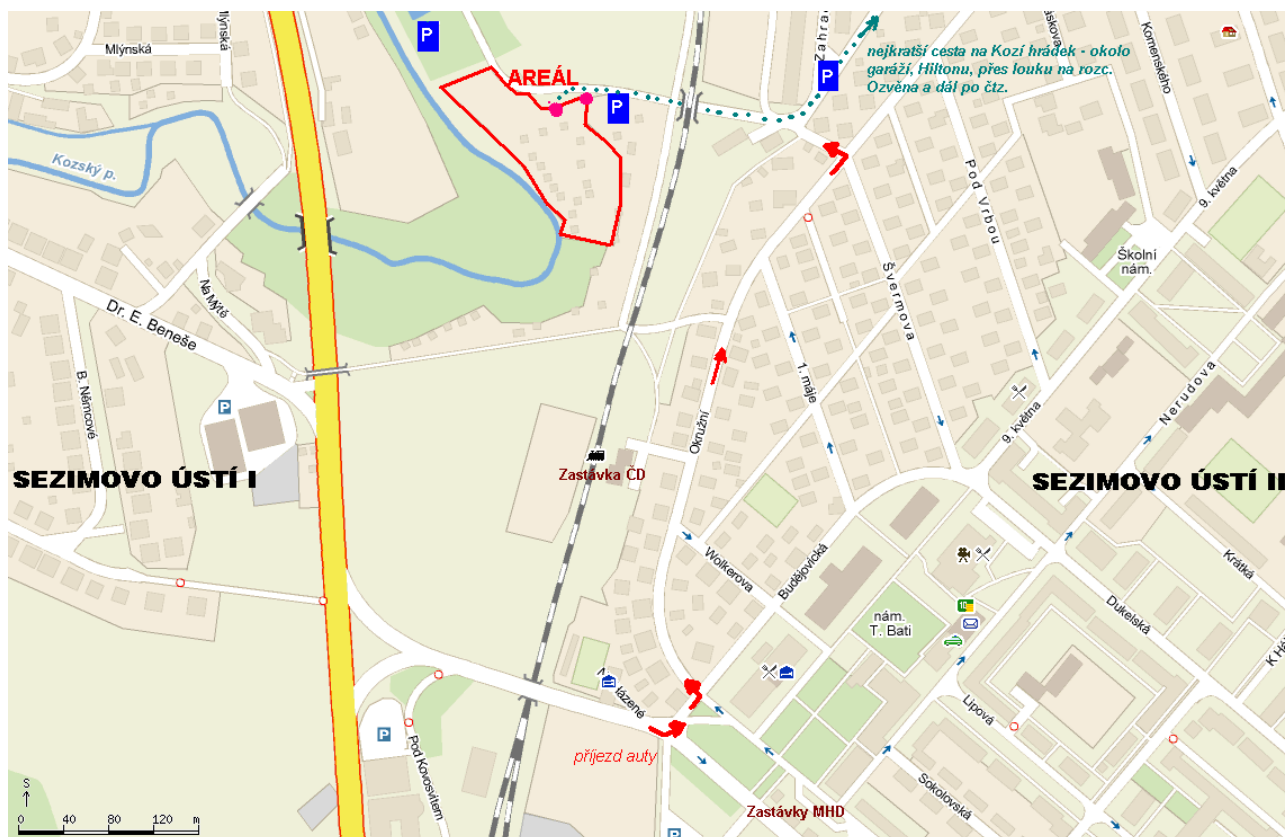 Mlýnská
Mlýnská
P
AREÁL
P
Zahrad
P
nejkratší cesta na Kozí hrádek - okolo
garáží, Hiltonu, přes louku na rozc.
Ozvěna a dál po čtz.
Komenského
Kozský p.
Pod Vrbou
9. května
Školní
nám.
Na Mýtě
Dr. E. Beneše
B. Němcové
P
Švermova
1. máje
Okružní
9. května
Nerudova
SEZIMOVO ÚSTÍ I
Zastávka ČD
SEZIMOVO ÚSTÍ II
Wolkerova
Budějovická
nám.
T. Bati
Krátká
Dukelská
K Há
Lipová
P
Pod Kovosvitem
příjezd auty
Sokolovská
Zastávky MHD
P
S
0 40 80 120 m